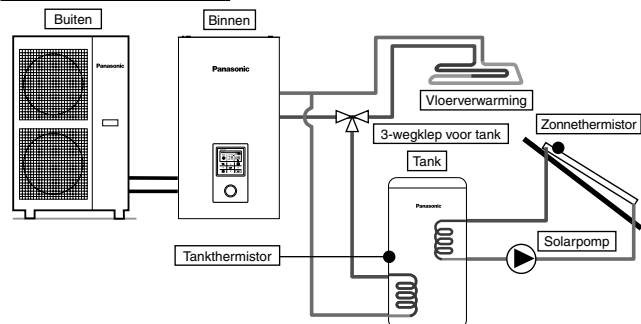 Buiten
Binnen
Panasonic
Panasonic
Vloerverwarming
3-wegklep voor tank
Zonnethermistor
Tank
Panasonic
Tankthermistor
Solarpomp